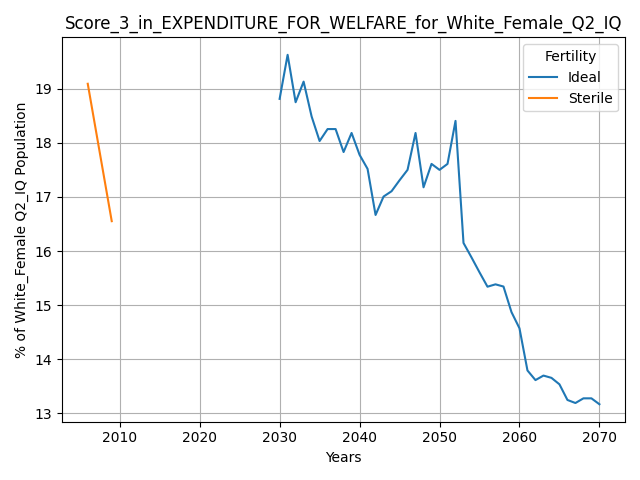 Score_3_in_EXPENDITURE_FOR_WELFARE_for_White_Female_Q2_IQ
Fertility
Ideal
Sterile
% of White_Female Q2_IQ Population
19
18
17
16
15
14
13
2010 2020 2030 2040 2050 2060 2070
Years